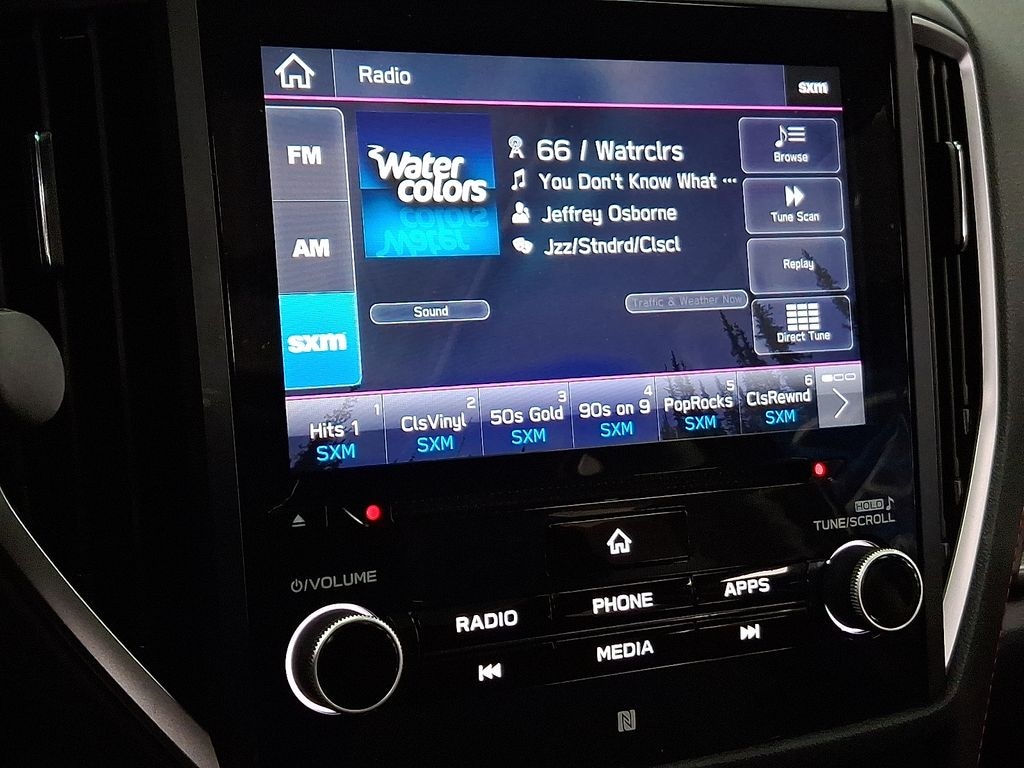 Radio
sxm
FM
AM
sxm
Water
colors
66 / Watrclrs
You Don't Know What ...
Jeffrey Osborne
Jzz/Stndrd/Clscl
Browse
Tune Scan
Replay
Direct Tune
Sound
Traffic & Weather Now
1
Hits 1
SXM
2
ClsVinyl
SXM
3
50s Gold
SXM
4
90s on 9
SXM
5
PopRocks
SXM
6
ClsRewnd
SXM
HOLD
TUNE/SCROLL
/VOLUME
RADIO
PHONE
APPS
MEDIA
N